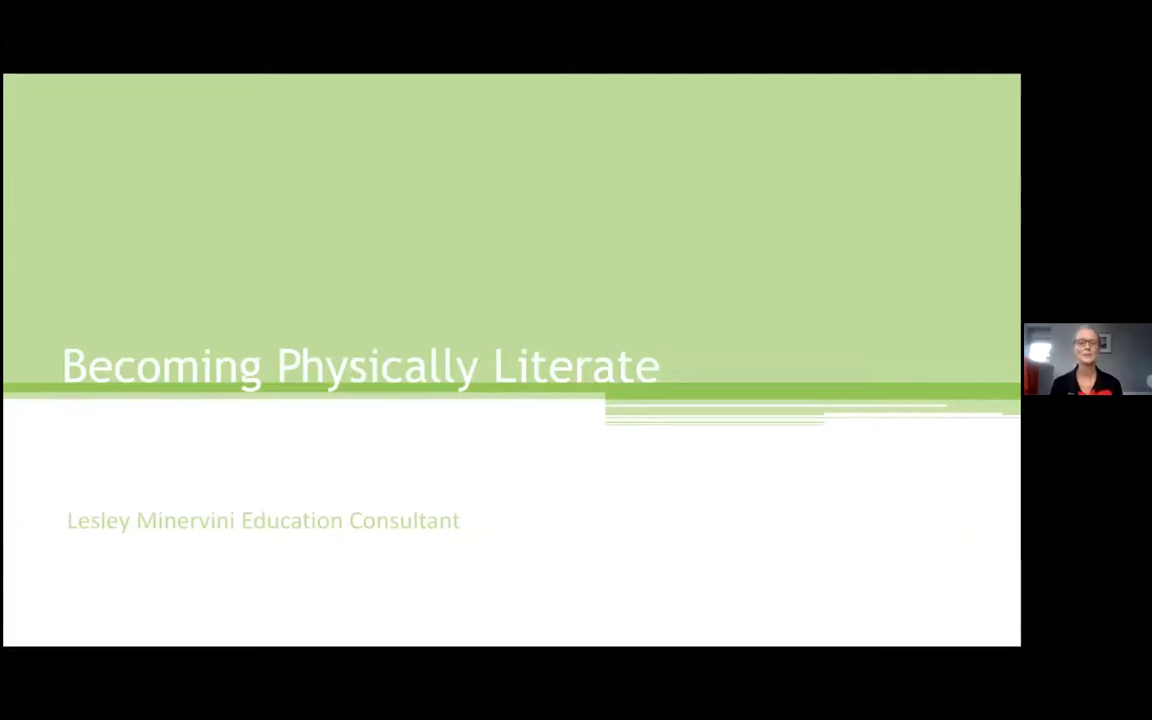 Becoming Physically Literate
Lesley Minervini Education Consultant